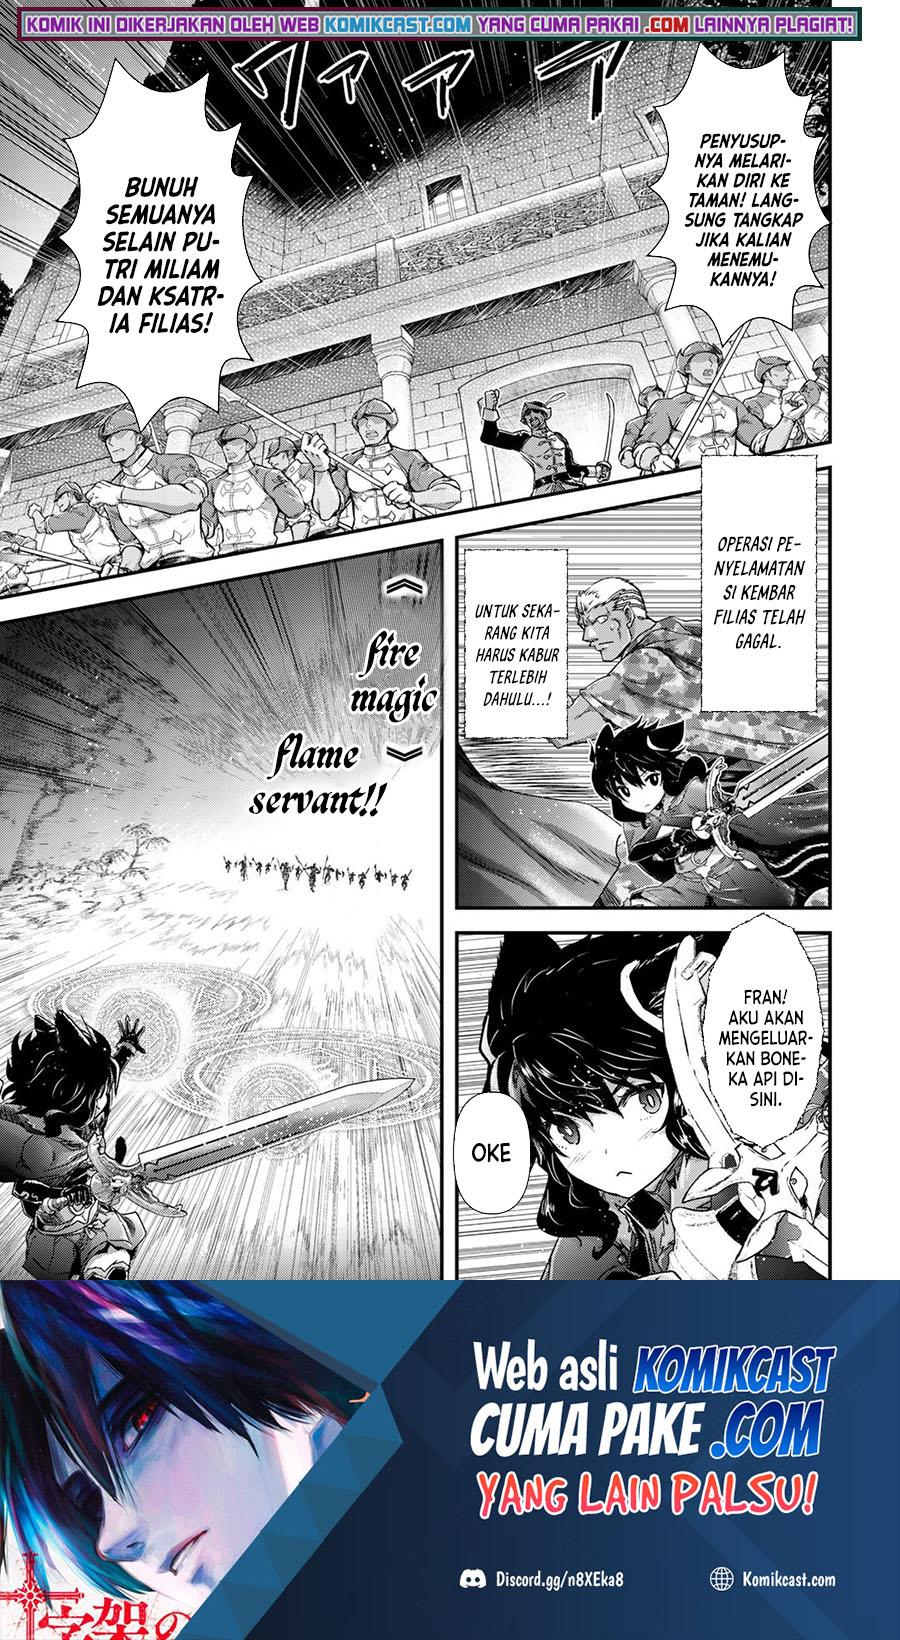 KOMIK INI DIKERJAKAN OLEH WEB KOMIKCAST.COM YANG CUMA PAKAI .COM LAINNYA PLAGIAT!
ワァァァ
PENYUSUP-
NYA MELARI-
KAN DIRI KE
TAMAN! LANG-
SUNG TANGKAP
JIKA KALIAN
MENEMU-
KANNYA!
BUNUH
SEMUANYA
SELAIN PU-
TRI MILIAM
DAN KSATR-
IA FILIAS!
OPERASI PE-
NYELAMATAN
SI KEMBAR
FILIAS TELAH
GAGAL.
UNTUK SEKA-
RANG KITA
HARUS KABUR
TERLEBIH
DAHULU...!
FRAN!
AKU AKAN
MENGELUAR-
KAN BONE-
KA API DI-
SINI.
OKE
《
fire
magic
》
flame
servant!!
Web asli KOMIKCAST
CUMA PAKE .COM
YANG LAIN PALSU!
Discord.gg/n8XEka8
Komikcast.com
字架の